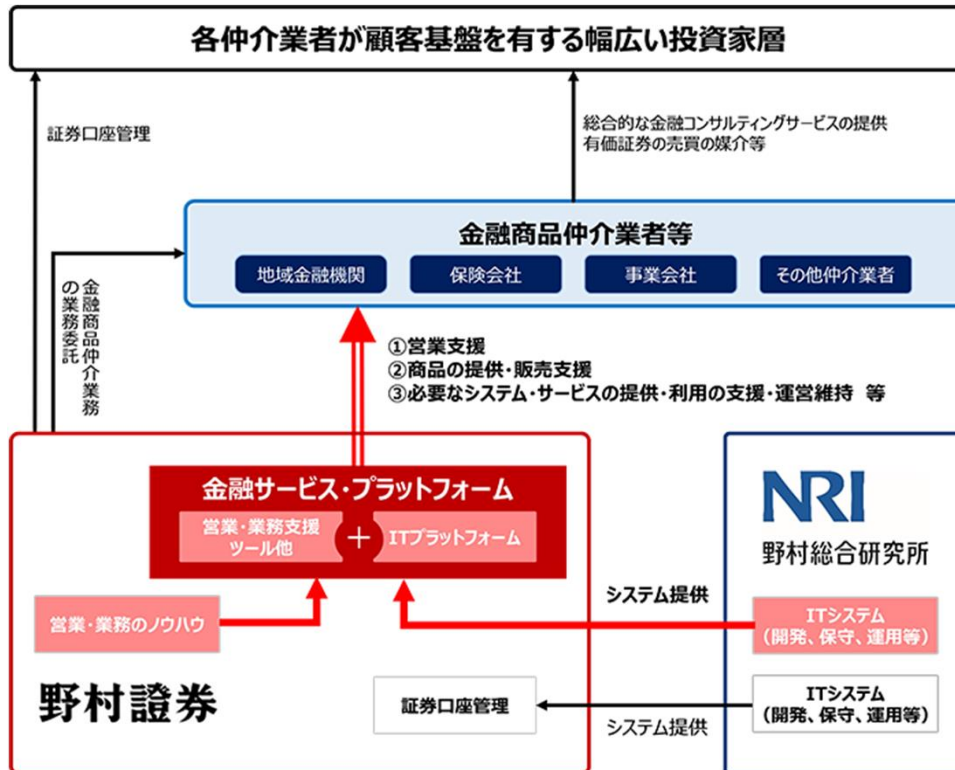 各仲介業者が顧客基盤を有する幅広い投資家層
証券口座管理
総合的な金融コンサルティングサービスの提供
有価証券の売買の媒介等
金融商品仲介業者等
地域金融機関
保険会社
事業会社
その他仲介業者
金融商品仲介業務
の業務委託
①営業支援
②商品の提供・販売支援
③必要なシステム・サービスの提供・利用の支援・運営維持 等
金融サービス・プラットフォーム
営業・業務支援
ツール他
+
ITプラットフォーム
営業・業務のノウハウ
野村證券
証券口座管理
NRI
野村総合研究所
システム提供
ITシステム
(開発、保守、運用等)
システム提供
ITシステム
(開発、保守、運用等)